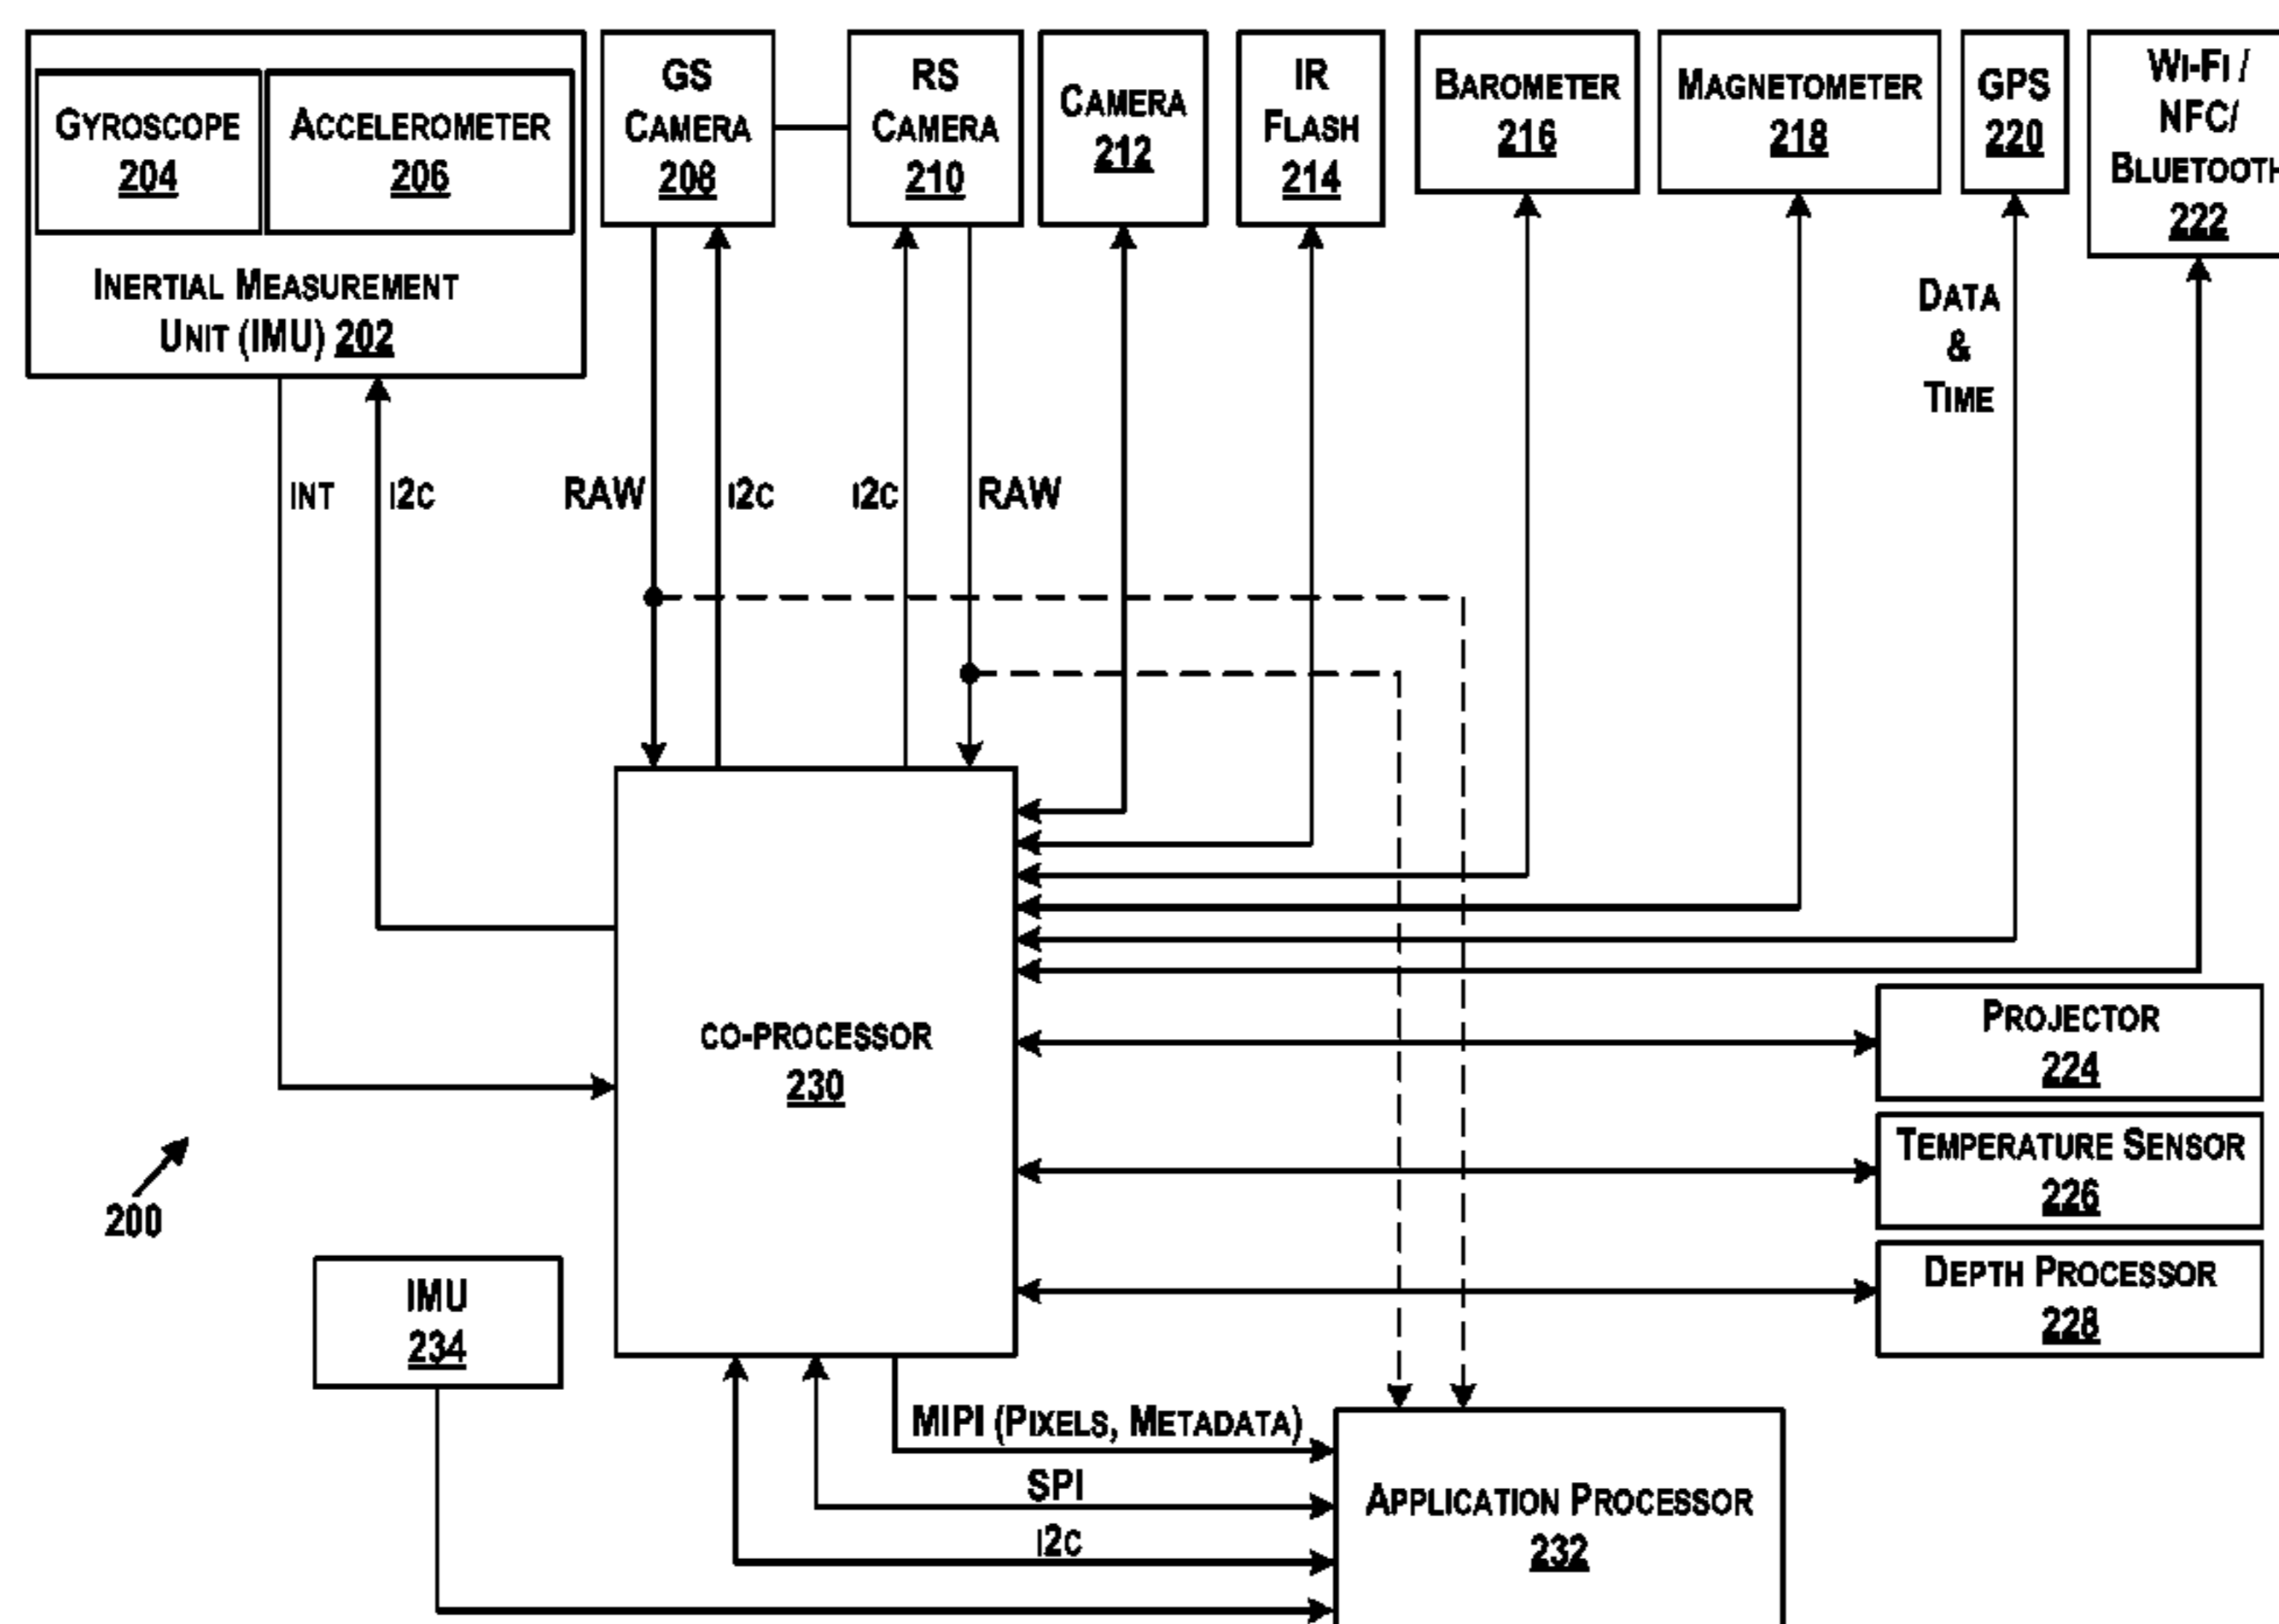 GYROSCOPE
204
ACCELEROMETER
206
INERTIAL MEASUREMENT
UNIT (IMU) 202
GS
CAMERA
208
RS
CAMERA
210
CAMERA
212
IR
FLASH
214
BAROMETER
216
MAGNETOMETER
218
GPS
220
WI-FI /
NFC/
BLUETOOTH
222
DATA
&
TIME
INT
I2C
RAW
I2C
I2C
RAW
CO-PROCESSOR
230
PROJECTOR
224
TEMPERATURE SENSOR
226
DEPTH PROCESSOR
228
200
IMU
234
MIPI (PIXELS, METADATA)
SPI
I2C
APPLICATION PROCESSOR
232